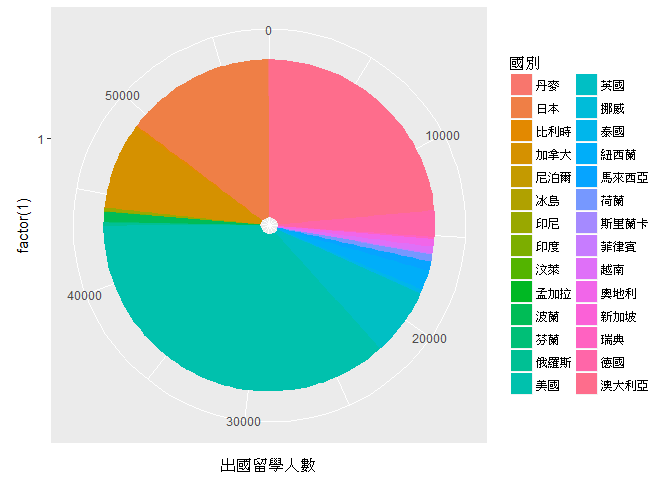 0
10000
20000
30000
40000
50000
1
factor(1)
出國留學人數
國別
丹麥
日本
比利時
加拿大
尼泊爾
冰島
印尼
印度
汶萊
孟加拉
波蘭
芬蘭
俄羅斯
美國
英國
挪威
泰國
紐西蘭
馬來西亞
荷蘭
斯里蘭卡
菲律賓
越南
奧地利
新加坡
瑞典
德國
澳大利亞